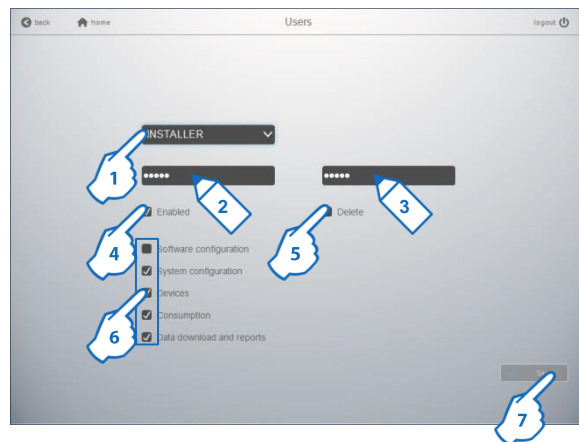 back home Users logout
INSTALLER
1
••••• •••••
2 3
Enabled Delete
4 5
Software configuration
System configuration
Devices
Consumption
6
Data download and reports
7